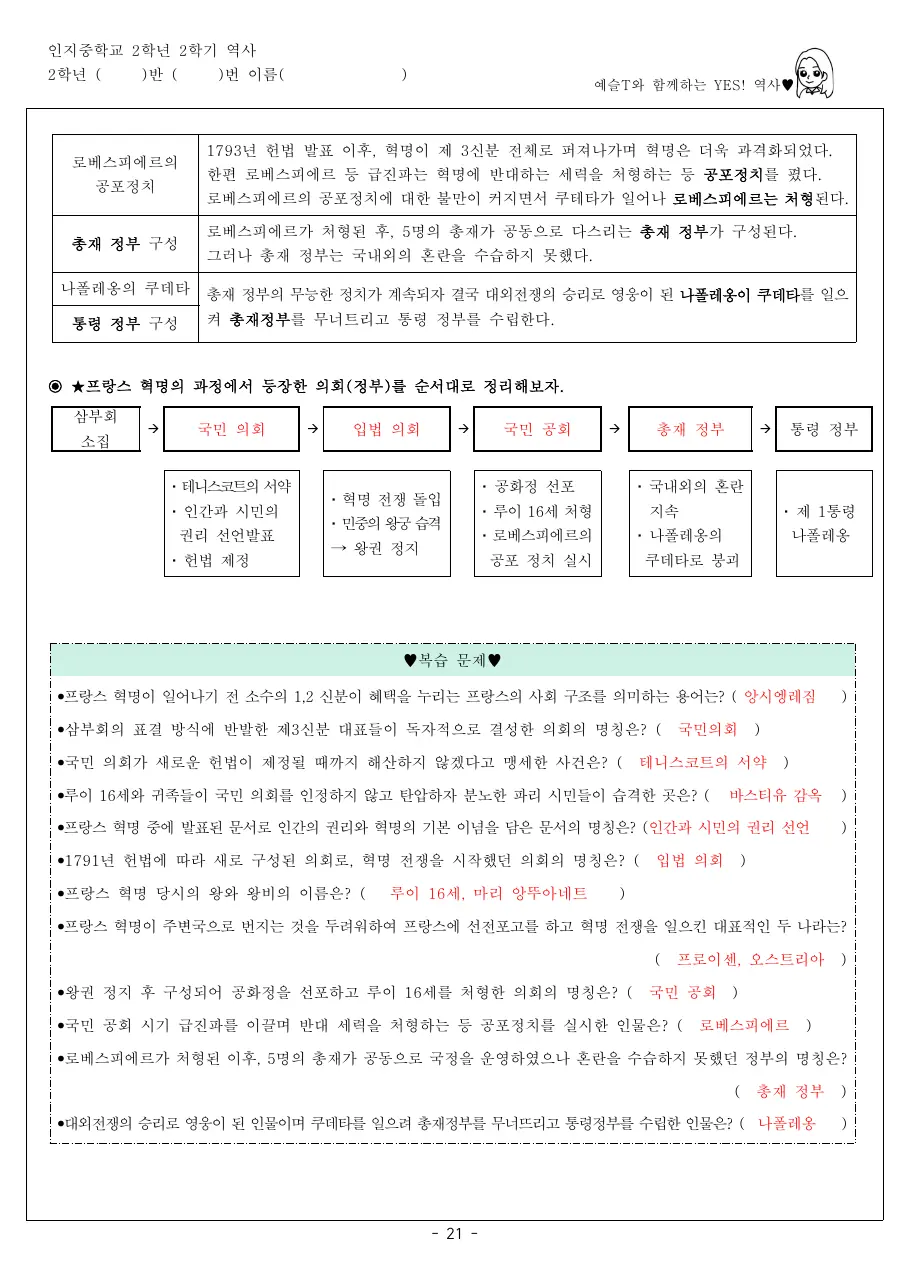 인지중학교 2학년 2학기 역사
2학년 ( )반 ( )번 이름( )
예슬T와 함께하는 YES! 역사♥
로베스피에르의
공포정치
1793년 헌법 발표 이후, 혁명이 제 3신분 전체로 퍼져나가며 혁명은 더욱 과격화되었다.
한편 로베스피에르 등 급진파는 혁명에 반대하는 세력을 처형하는 등 공포정치를 폈다.
로베스피에르의 공포정치에 대한 불만이 커지면서 쿠테타가 일어나 로베스피에르는 처형된다.
총재 정부 구성
로베스피에르가 처형된 후, 5명의 총재가 공동으로 다스리는 총재 정부가 구성된다.
그러나 총재 정부는 국내외의 혼란을 수습하지 못했다.
나폴레옹의 쿠데타
통령 정부 구성
총재 정부의 무능한 정치가 계속되자 결국 대외전쟁의 승리로 영웅이 된 나폴레옹이 쿠데타를 일으
켜 총재정부를 무너트리고 통령 정부를 수립한다.
◉ ★프랑스 혁명의 과정에서 등장한 의회(정부)를 순서대로 정리해보자.
삼부회
소집
→ 국민 의회 → 입법 의회 → 국민 공회 → 총재 정부 → 통령 정부
· 테니스코트의 서약
· 인간과 시민의
권리 선언발표
· 헌법 제정
· 혁명 전쟁 돌입
· 민중의 왕궁 습격
→ 왕권 정지
· 공화정 선포
· 루이 16세 처형
· 로베스피에르의
공포 정치 실시
· 국내외의 혼란
지속
· 나폴레옹의
쿠데타로 붕괴
· 제 1통령
나폴레옹
♥복습 문제♥
●프랑스 혁명이 일어나기 전 소수의 1,2 신분이 혜택을 누리는 프랑스의 사회 구조를 의미하는 용어는? ( 앙시엥레짐 )
●삼부회의 표결 방식에 반발한 제3신분 대표들이 독자적으로 결성한 의회의 명칭은? ( 국민의회 )
●국민 의회가 새로운 헌법이 제정될 때까지 해산하지 않겠다고 맹세한 사건은? ( 테니스코트의 서약 )
●루이 16세와 귀족들이 국민 의회를 인정하지 않고 탄압하자 분노한 파리 시민들이 습격한 곳은? ( 바스티유 감옥 )
●프랑스 혁명 중에 발표된 문서로 인간의 권리와 혁명의 기본 이념을 담은 문서의 명칭은? (인간과 시민의 권리 선언 )
●1791년 헌법에 따라 새로 구성된 의회로, 혁명 전쟁을 시작했던 의회의 명칭은? ( 입법 의회 )
●프랑스 혁명 당시의 왕와 왕비의 이름은? ( 루이 16세, 마리 앙뚜아네트 )
●프랑스 혁명이 주변국으로 번지는 것을 두려워하여 프랑스에 선전포고를 하고 혁명 전쟁을 일으킨 대표적인 두 나라는?
( 프로이센, 오스트리아 )
●왕권 정지 후 구성되어 공화정을 선포하고 루이 16세를 처형한 의회의 명칭은? ( 국민 공회 )
●국민 공회 시기 급진파를 이끌며 반대 세력을 처형하는 등 공포정치를 실시한 인물은? ( 로베스피에르 )
●로베스피에르가 처형된 이후, 5명의 총재가 공동으로 국정을 운영하였으나 혼란을 수습하지 못했던 정부의 명칭은?
( 총재 정부 )
●대외전쟁의 승리로 영웅이 된 인물이며 쿠데타를 일으려 총재정부를 무너뜨리고 통령정부를 수립한 인물은? ( 나폴레옹 )
- 21 -